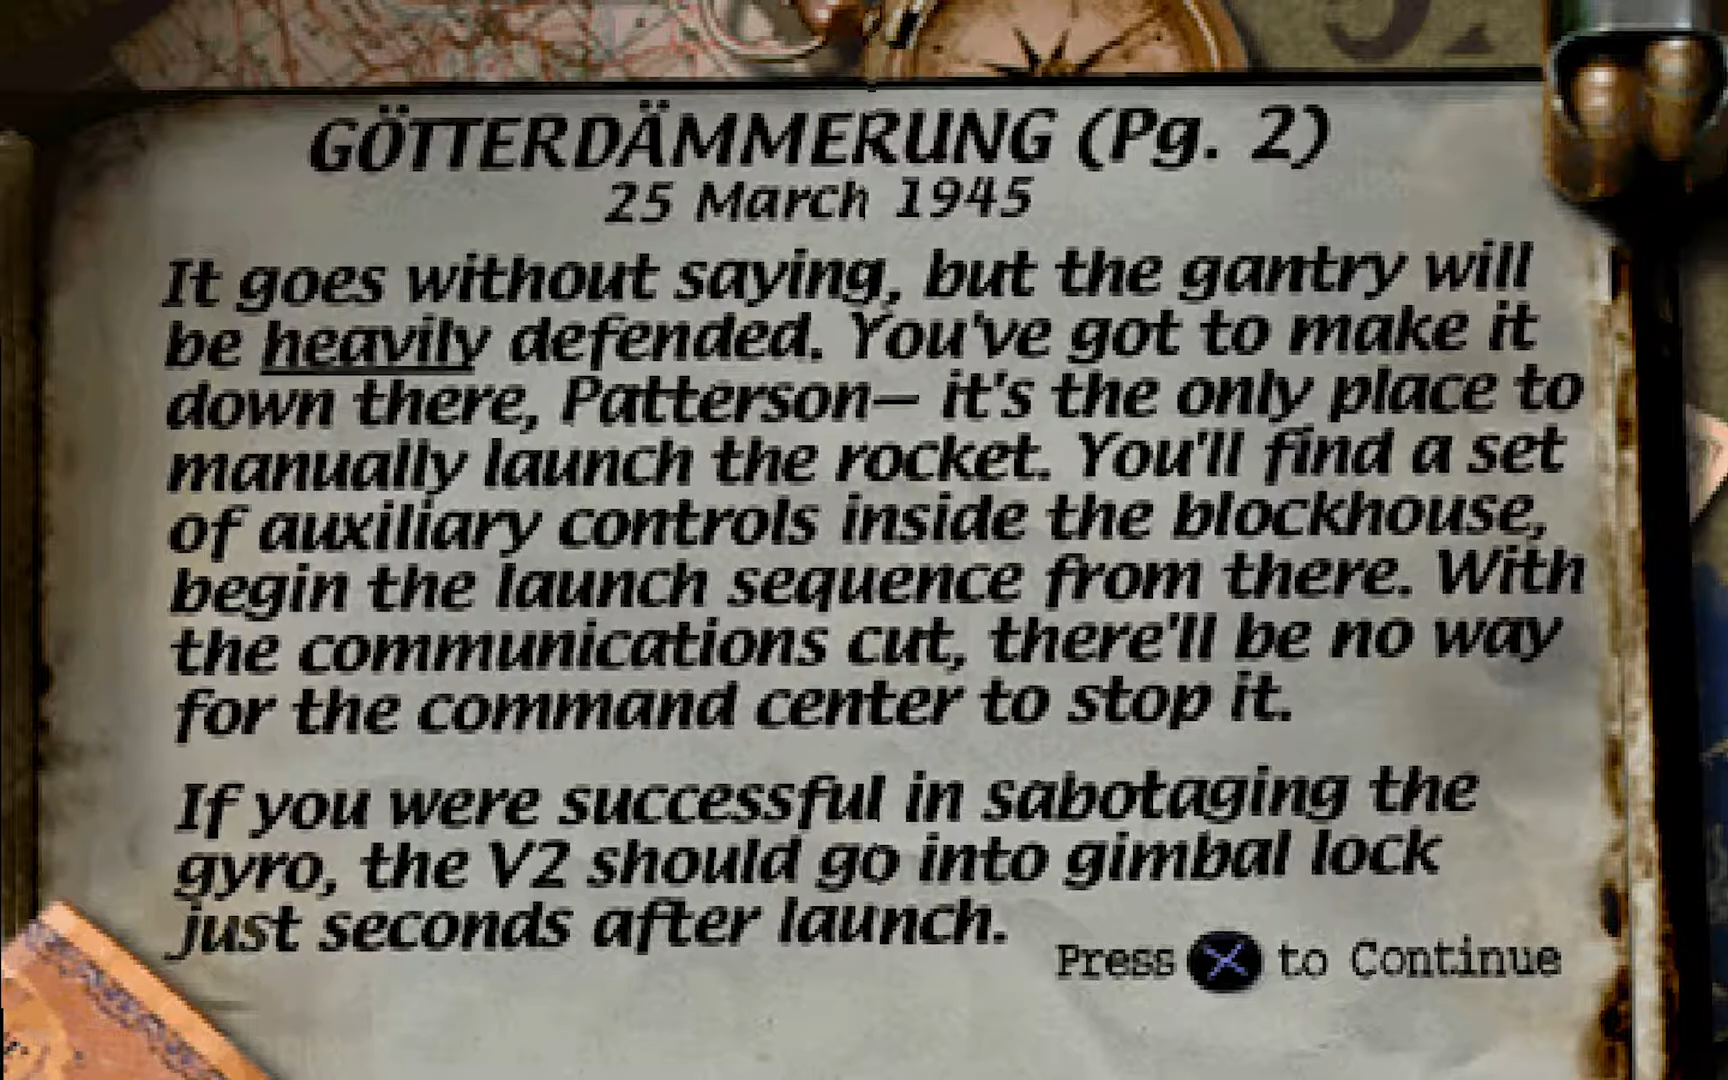 GÖTTERDÄMMERUNG (Pg. 2)
25 March 1945
It goes without saying, but the gantry will
be heavily defended. You've got to make it
down there, Patterson— it's the only place to
manually launch the rocket. You'll find a set
of auxiliary controls inside the blockhouse,
begin the launch sequence from there. With
the communications cut, there'll be no way
for the command center to stop it.
If you were successful in sabotaging the
gyro, the V2 should go into gimbal lock
just seconds after launch.
Press X to Continue